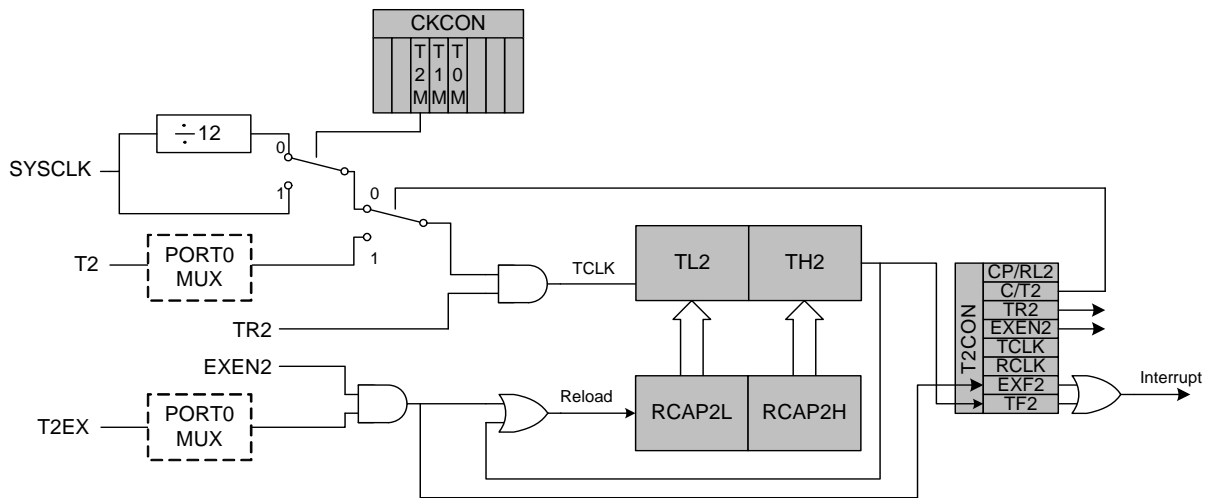 CKCON
T2M T1M T0M
÷12
0
SYSCLK
1
0
T2
PORT0 MUX
1
TCLK
TL2
TH2
TR2
T2CON
CP/RL2
C/T2
TR2
EXEN2
TCLK
RCLK
EXF2
TF2
Interrupt
EXEN2
T2EX
PORT0 MUX
Reload
RCAP2L
RCAP2H